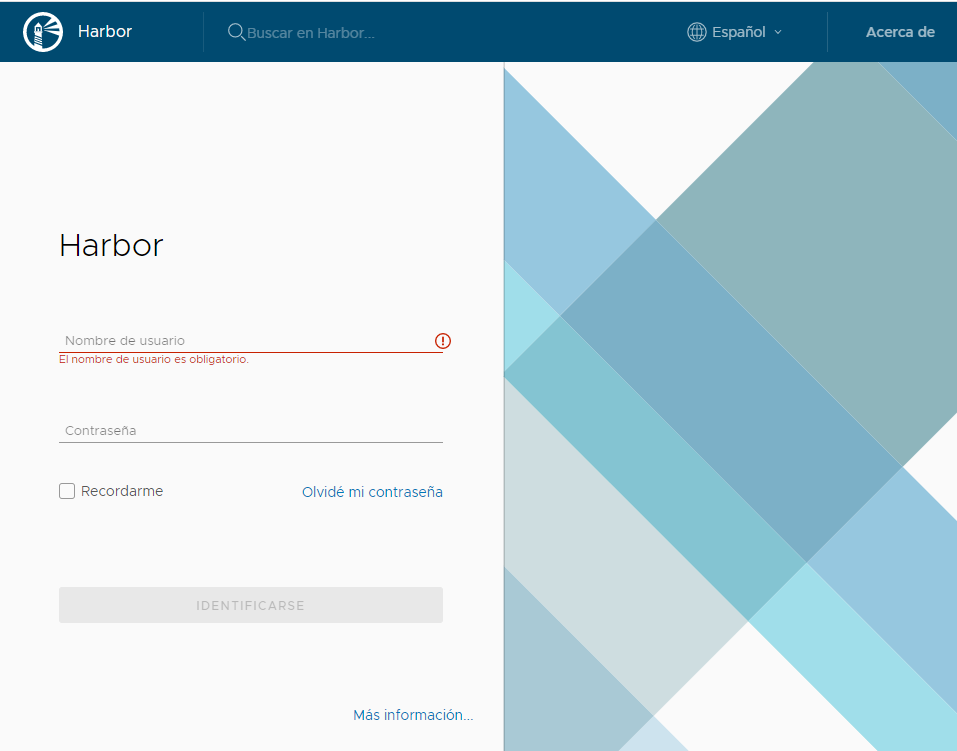 Harbor
Buscar en Harbor...
Español
Acerca de
Harbor
Nombre de usuario
El nombre de usuario es obligatorio.
Contraseña
Recordarme
Olvidé mi contraseña
IDENTIFICARSE
Más información...